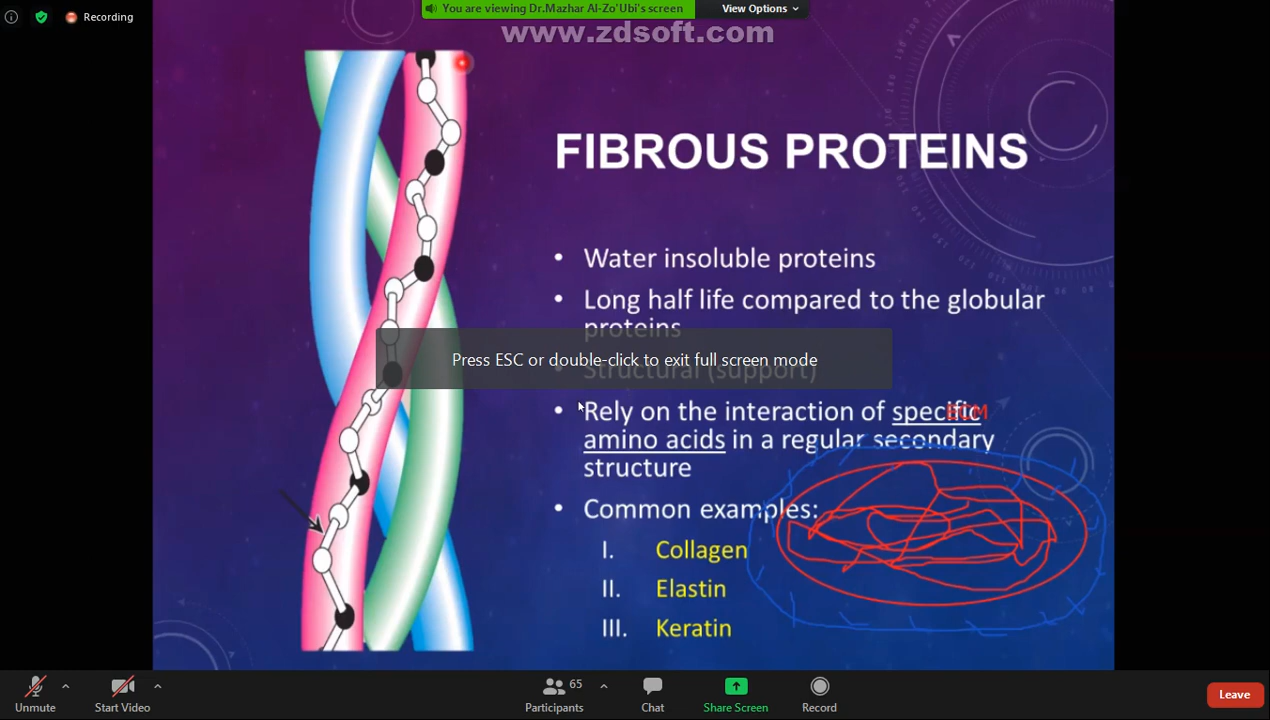 Recording
You are viewing Dr.Mazhar Al-Zo'Ubi's screen
View Options
www.zdsoft.com
FIBROUS PROTEINS
• Water insoluble proteins
• Long half life compared to the globular
proteins
Press ESC or double-click to exit full screen mode
• Structural (support)
• Rely on the interaction of specific
ECM
amino acids in a regular secondary
structure
• Common examples:
I. Collagen
II. Elastin
III. Keratin
Unmute
Start Video
65
Participants
Chat
Share Screen
Record
Leave